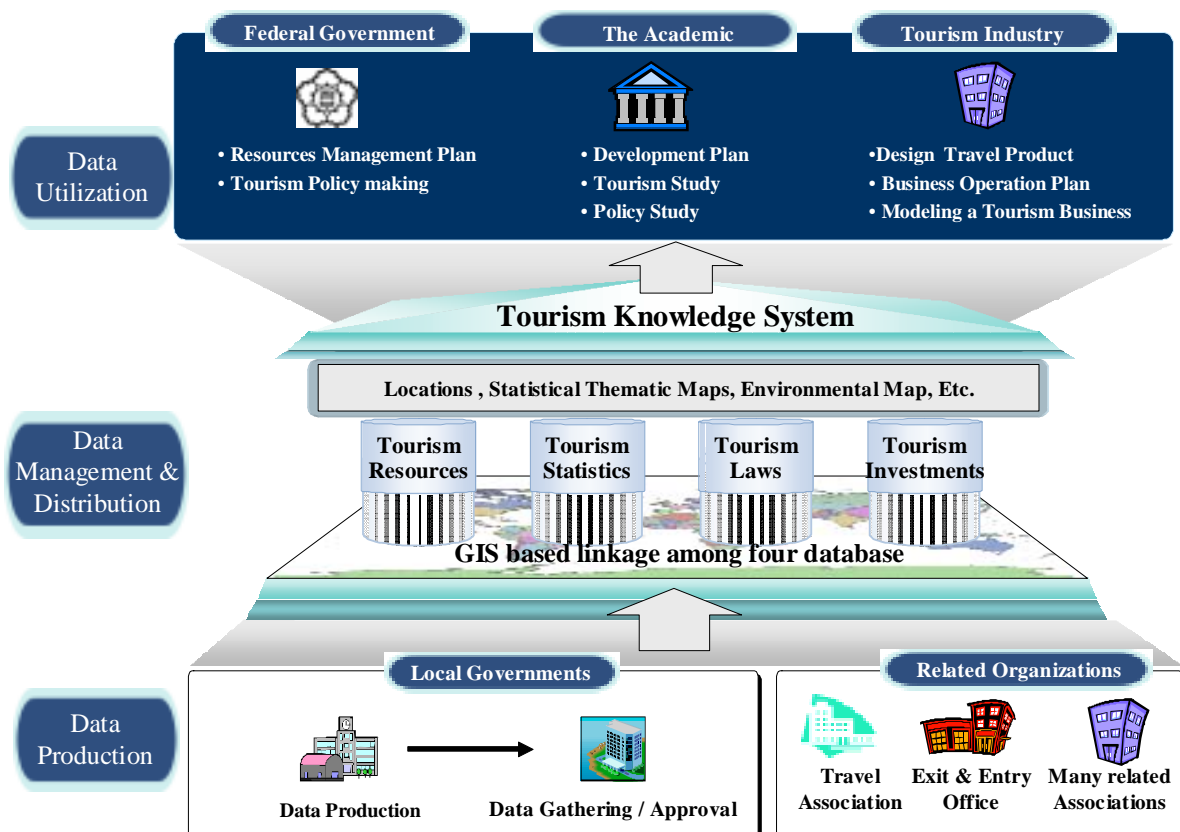 Federal Government
The Academic
Tourism Industry
Data
Utilization
• Resources Management Plan
• Tourism Policy making
• Development Plan
• Tourism Study
• Policy Study
•Design Travel Product
• Business Operation Plan
• Modeling a Tourism Business
Tourism Knowledge System
Locations , Statistical Thematic Maps, Environmental Map, Etc.
Data
Management &
Distribution
Tourism
Resources
Tourism
Statistics
Tourism
Laws
Tourism
Investments
GIS based linkage among four database
Data
Production
Local Governments
Data Production
Data Gathering / Approval
Related Organizations
Travel
Association
Exit & Entry
Office
Many related
Associations